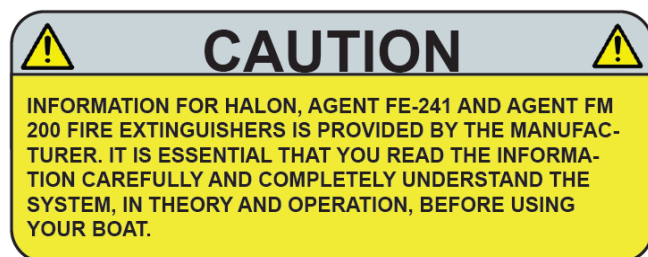 CAUTION
INFORMATION FOR HALON, AGENT FE-241 AND AGENT FM
200 FIRE EXTINGUISHERS IS PROVIDED BY THE MANUFAC-
TURER. IT IS ESSENTIAL THAT YOU READ THE INFORMA-
TION CAREFULLY AND COMPLETELY UNDERSTAND THE
SYSTEM, IN THEORY AND OPERATION, BEFORE USING
YOUR BOAT.